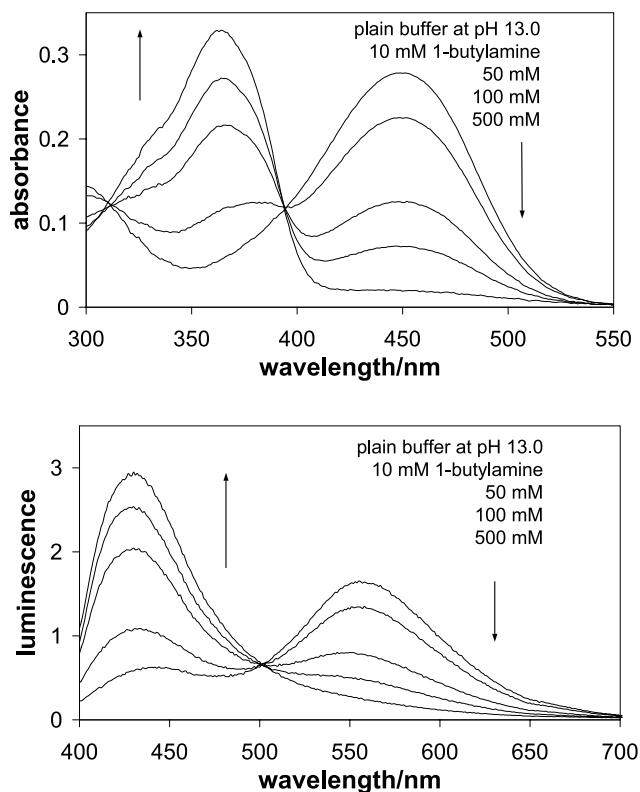 0.3
0.2
0.1
0
absorbance
plain buffer at pH 13.0
10 mM 1-butylamine
50 mM
100 mM
500 mM
300 350 400 450 500 550
wavelength/nm
3
2
1
0
luminescence
plain buffer at pH 13.0
10 mM 1-butylamine
50 mM
100 mM
500 mM
400 450 500 550 600 650 700
wavelength/nm